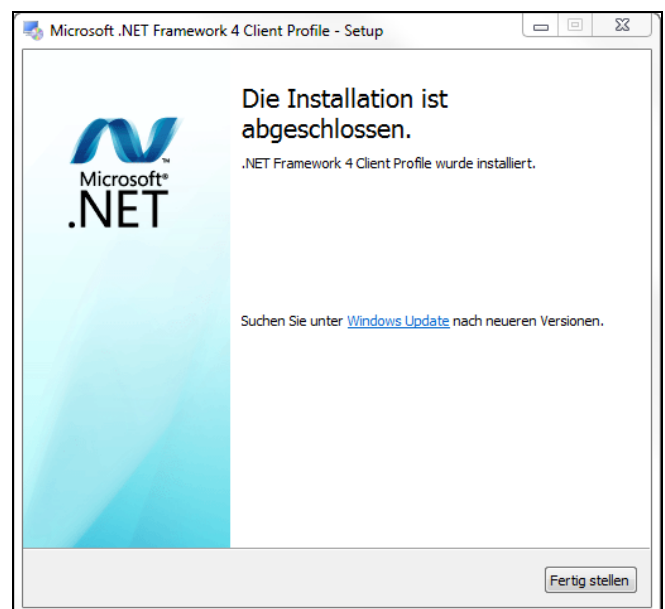 Microsoft .NET Framework 4 Client Profile - Setup
Die Installation ist
abgeschlossen.
.NET Framework 4 Client Profile wurde installiert.
Microsoft®
.NET™
Suchen Sie unter Windows Update nach neueren Versionen.
Fertig stellen